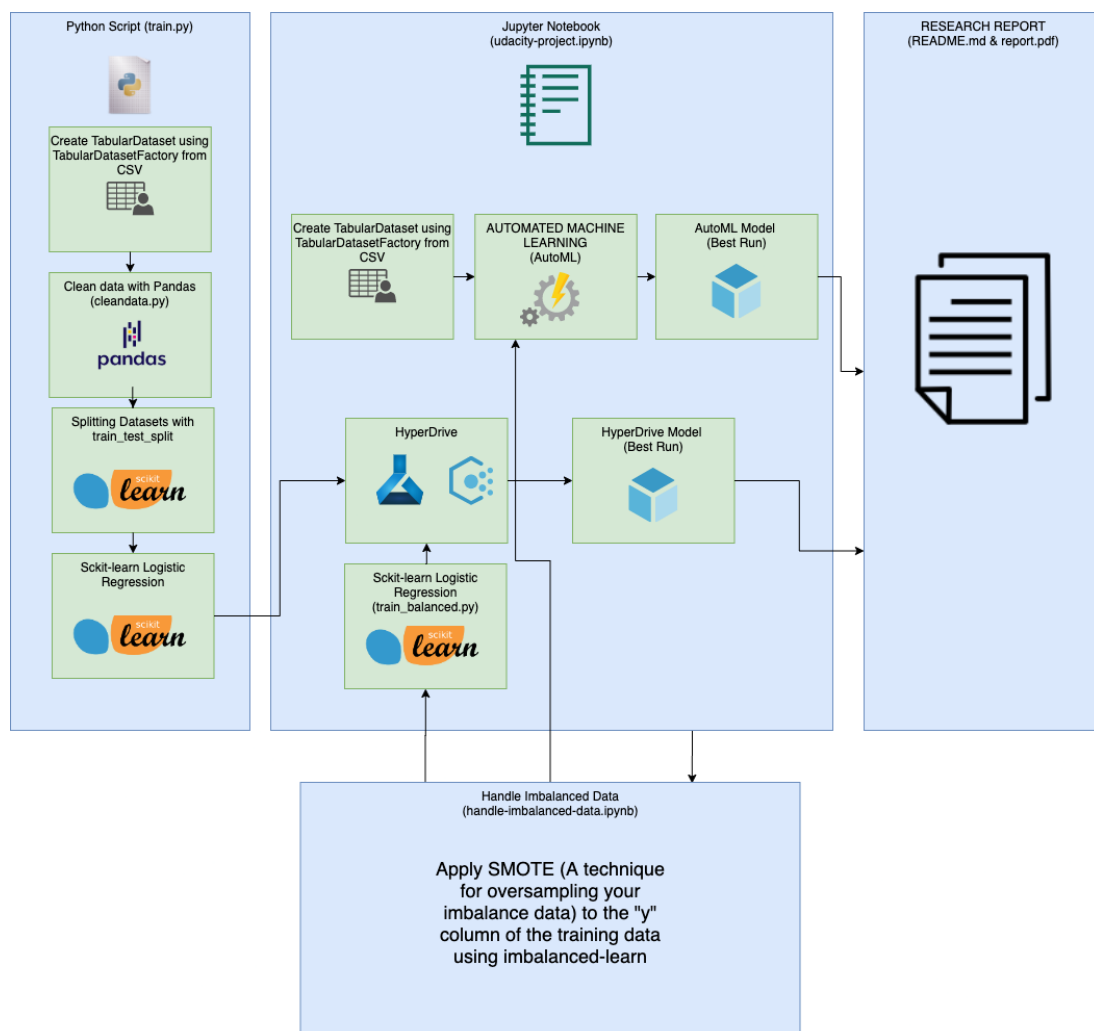 Python Script (train.py)
Create TabularDataset using
TabularDatasetFactory from
CSV
Clean data with Pandas
(cleandata.py)
pandas
Splitting Datasets with
train_test_split
scikit
learn
Sckit-learn Logistic
Regression
scikit
learn
Jupyter Notebook
(udacity-project.ipynb)
Create TabularDataset using
TabularDatasetFactory from
CSV
AUTOMATED MACHINE
LEARNING
(AutoML)
AutoML Model
(Best Run)
HyperDrive
HyperDrive Model
(Best Run)
Sckit-learn Logistic
Regression
(train_balanced.py)
scikit
learn
RESEARCH REPORT
(README.md & report.pdf)
Handle Imbalanced Data
(handle-imbalanced-data.ipynb)
Apply SMOTE (A technique
for oversampling your
imbalance data) to the "y"
column of the training data
using imbalanced-learn